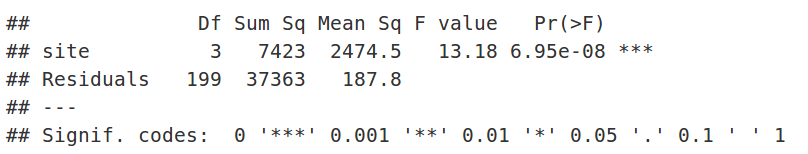 ##              Df Sum Sq Mean Sq F value   Pr(>F)
## site          3   7423  2474.5   13.18 6.95e-08 ***
## Residuals   199  37363   187.8
## ---
## Signif. codes:  0 '***' 0.001 '**' 0.01 '*' 0.05 '.' 0.1 ' ' 1